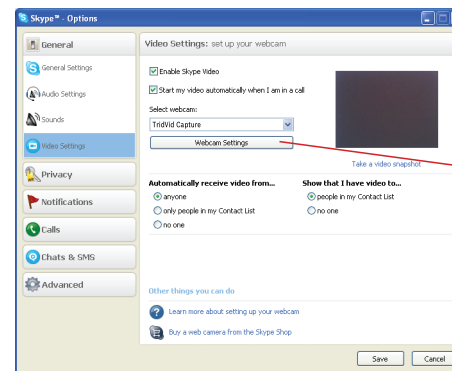 Skype™ - Options
General
General Settings
Audio Settings
Sounds
Video Settings
Privacy
Notifications
Calls
Chats & SMS
Advanced
Video Settings: set up your webcam
Enable Skype Video
Start my video automatically when I am in a call
Select webcam:
TridVid Capture
Webcam Settings
Take a video snapshot
Automatically receive video from...
anyone
only people in my Contact List
no one
Show that I have video to...
people in my Contact List
no one
Other things you can do
Learn more about setting up your webcam
Buy a web camera from the Skype Shop
Save
Cancel